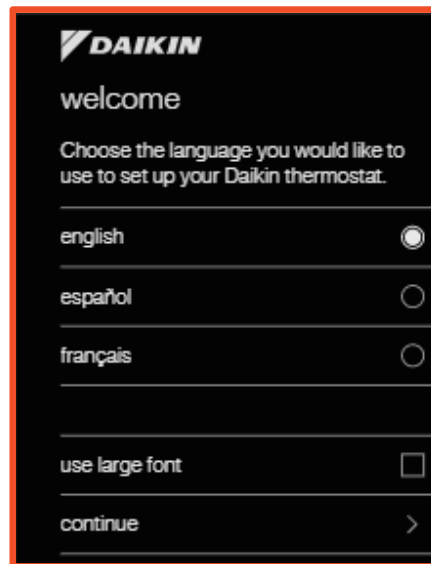 DAIKIN
welcome
Choose the language you would like to
use to set up your Daikin thermostat.
english
español
français
use large font
continue